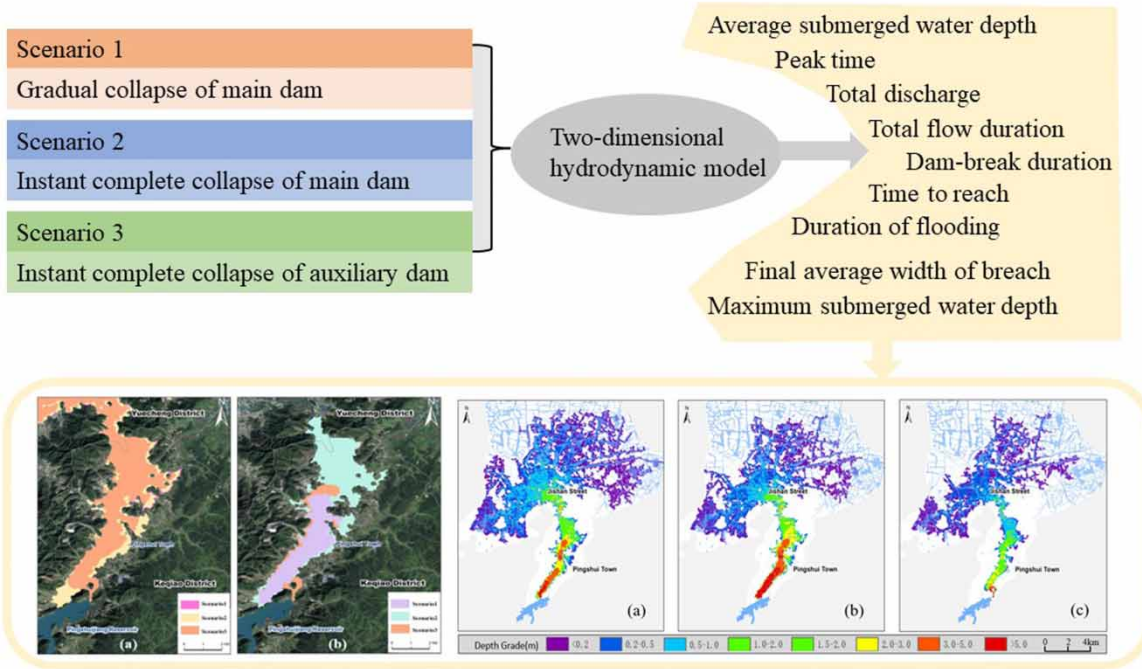 Scenario 1
Gradual collapse of main dam
Scenario 2
Instant complete collapse of main dam
Scenario 3
Instant complete collapse of auxiliary dam
Two-dimensional
hydrodynamic model
Average submerged water depth
Peak time
Total discharge
Total flow duration
Dam-break duration
Time to reach
Duration of flooding
Final average width of breach
Maximum submerged water depth
Yuecheng District
Pingshui Town
Keqiao District
Pingshuijiang Reservoir
Scenario1
Scenario2
Scenario3
(a)
Yuecheng District
Pingshui Town
Keqiao District
Scenario1
Scenario2
Scenario3
(b)
Jishan Street
Pingshui Town
(a)
Jishan Street
Pingshui Town
(b)
Jishan Street
Pingshui Town
(c)
Depth Grade(m) <0.2 0.2-0.5 0.5-1.0 1.0-2.0 1.5-2.0 2.0-3.0 3.0-5.0 >5.0 0 2 4km